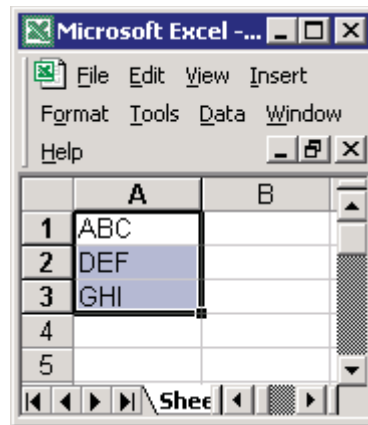 Microsoft Excel -...
File Edit View Insert
Format Tools Data Window
Help
A B
1 ABC
2 DEF
3 GHI
4
5
Shee